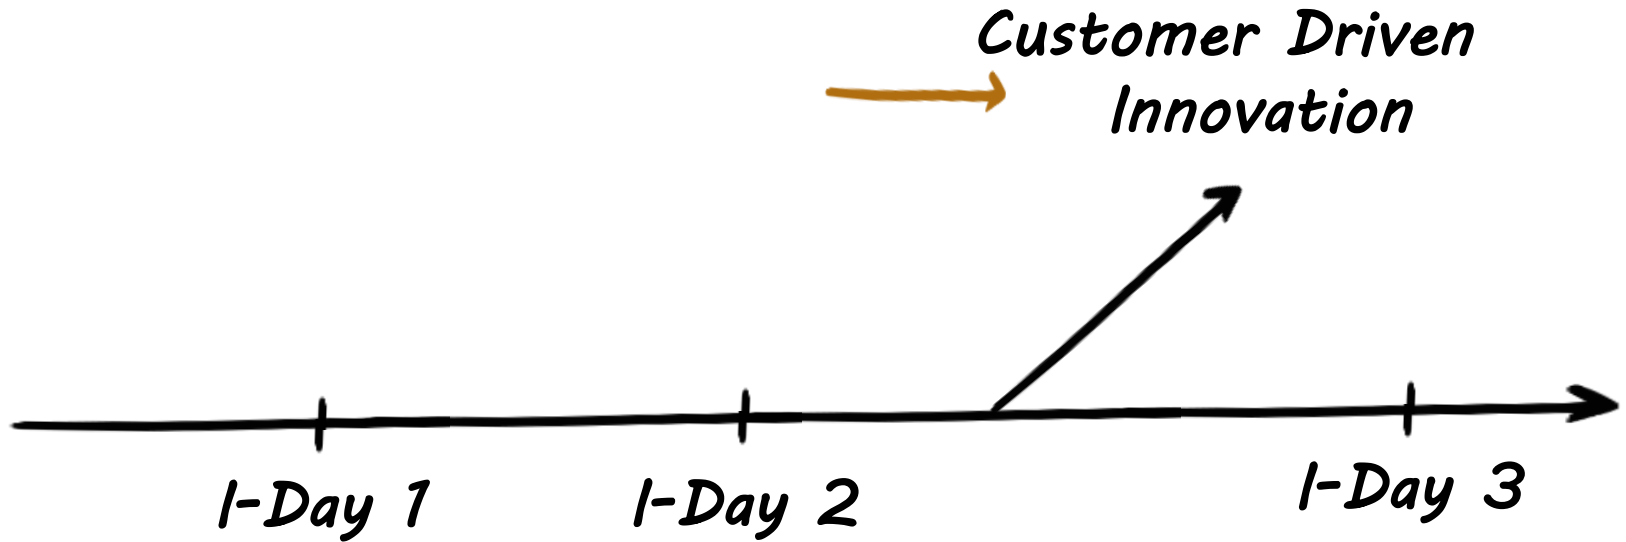 Customer Driven
Innovation
I-Day 1
I-Day 2
I-Day 3